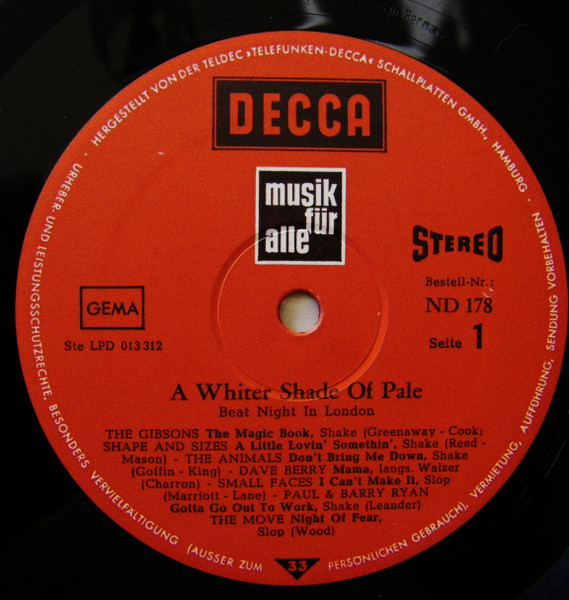 HERGESTELLT VON DER TELDEC »TELEFUNKEN-DECCA« SCHALLPLATTEN GMBH., HAMBURG ·
URHEBER- UND LEISTUNGSSCHUTZRECHTE, BESONDERS VERVIELFÄLTIGUNG (AUSSER ZUM PERSÖNLICHEN GEBRAUCH), VERMIETUNG, AUFFÜHRUNG, SENDUNG VORBEHALTEN ·
DECCA
musik
für
alle
STEREO
Bestell-Nr.:
GEMA
ND 178
Ste LPD 013312
Seite 1
A Whiter Shade Of Pale
Beat Night In London
THE GIBSONS The Magic Book, Shake (Greenaway - Cook)
SHAPE AND SIZES A Little Lovin' Somethin', Shake (Reed -
Mason) - THE ANIMALS Don't Bring Me Down, Shake
(Goffin - King) - DAVE BERRY Mama, langs. Walzer
(Charron) - SMALL FACES I Can't Make It, Slop
(Marriott - Lane) - PAUL & BARRY RYAN
Gotta Go Out To Work, Shake (Leander)
THE MOVE Night Of Fear,
Slop (Wood)
33